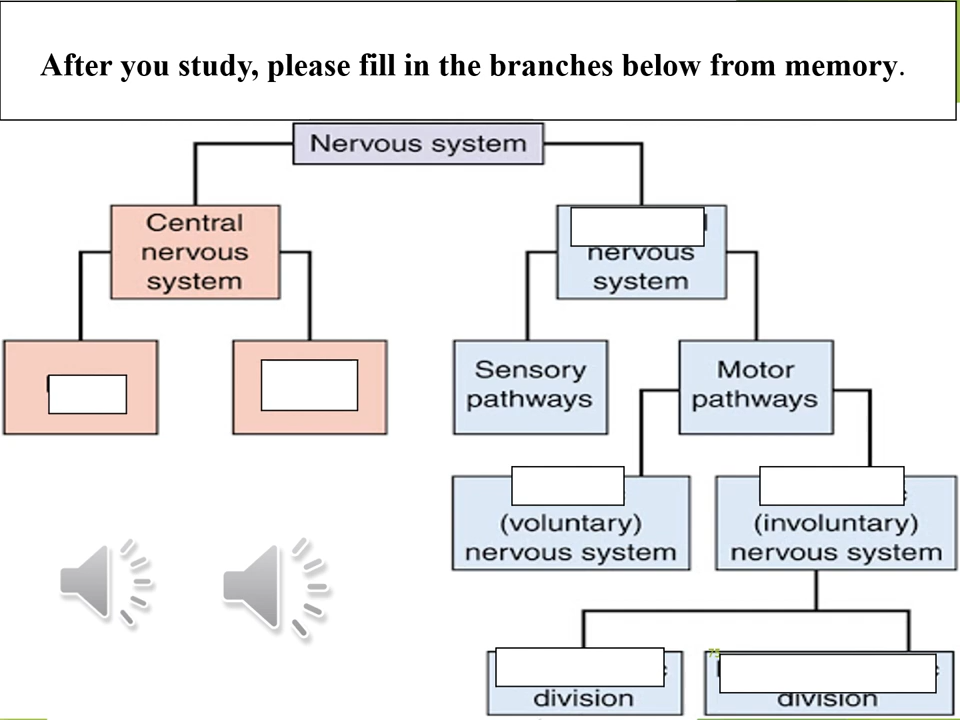 After you study, please fill in the branches below from memory.
Nervous system
Central
nervous
system
nervous
system
Sensory
pathways
Motor
pathways
(voluntary)
nervous system
(involuntary)
nervous system
division
75
division